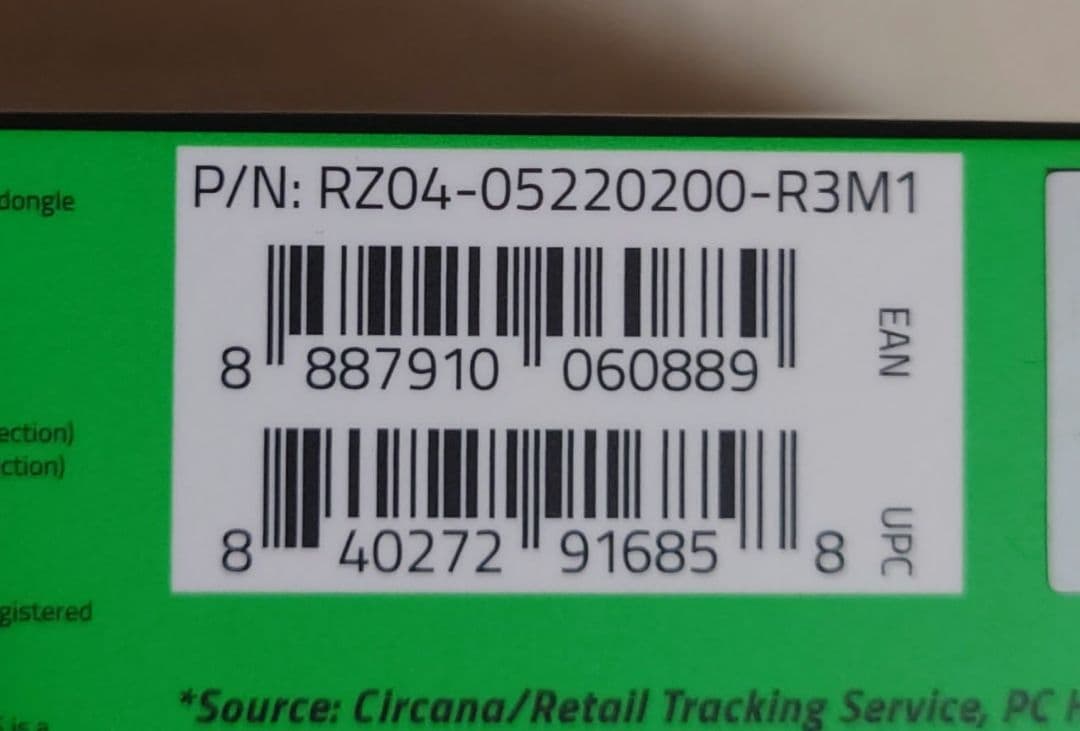 P/N: RZ04-05220200-R3M1
dongle
8 887910 060889
EAN
ection)
ction)
8 40272 91685 8
UPC
gistered
is a
*Source: Circana/Retail Tracking Service, PC